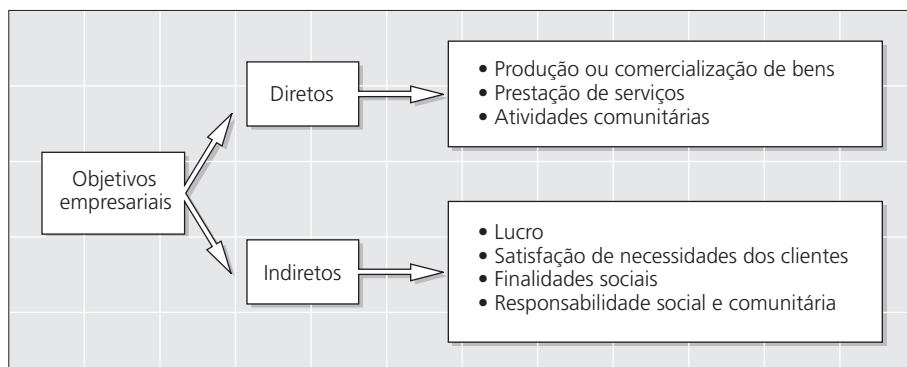 Objetivos
empresariais
Diretos
• Produção ou comercialização de bens
• Prestação de serviços
• Atividades comunitárias
Indiretos
• Lucro
• Satisfação de necessidades dos clientes
• Finalidades sociais
• Responsabilidade social e comunitária